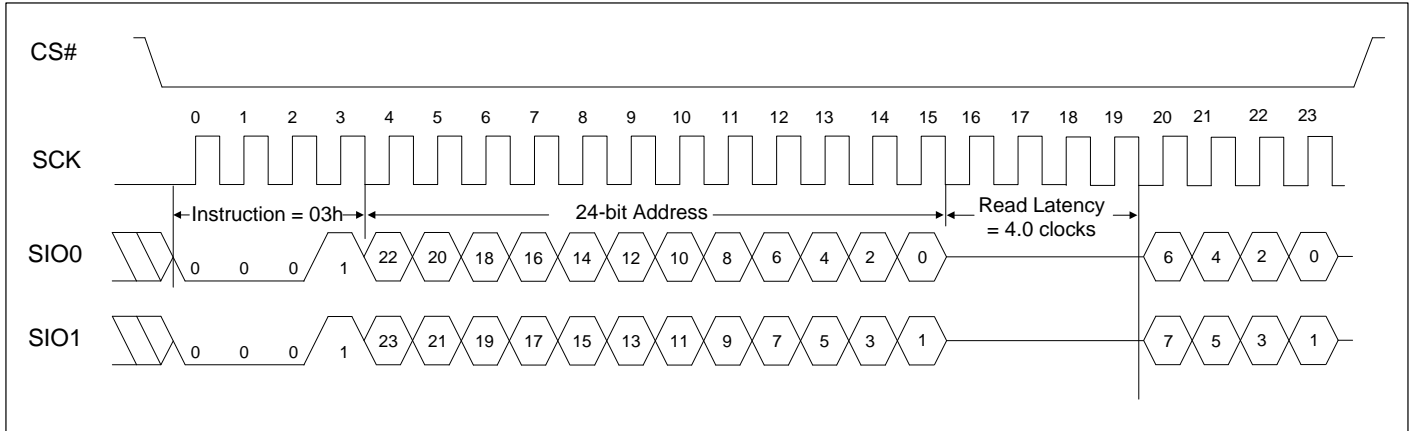 CS#
0 1 2 3 4 5 6 7 8 9 10 11 12 13 14 15 16 17 18 19 20 21 22 23
SCK
Instruction = 03h
24-bit Address
Read Latency
= 4.0 clocks
SIO0
0 0 0 1 22 20 18 16 14 12 10 8 6 4 2 0 6 4 2 0
SIO1
0 0 0 1 23 21 19 17 15 13 11 9 7 5 3 1 7 5 3 1